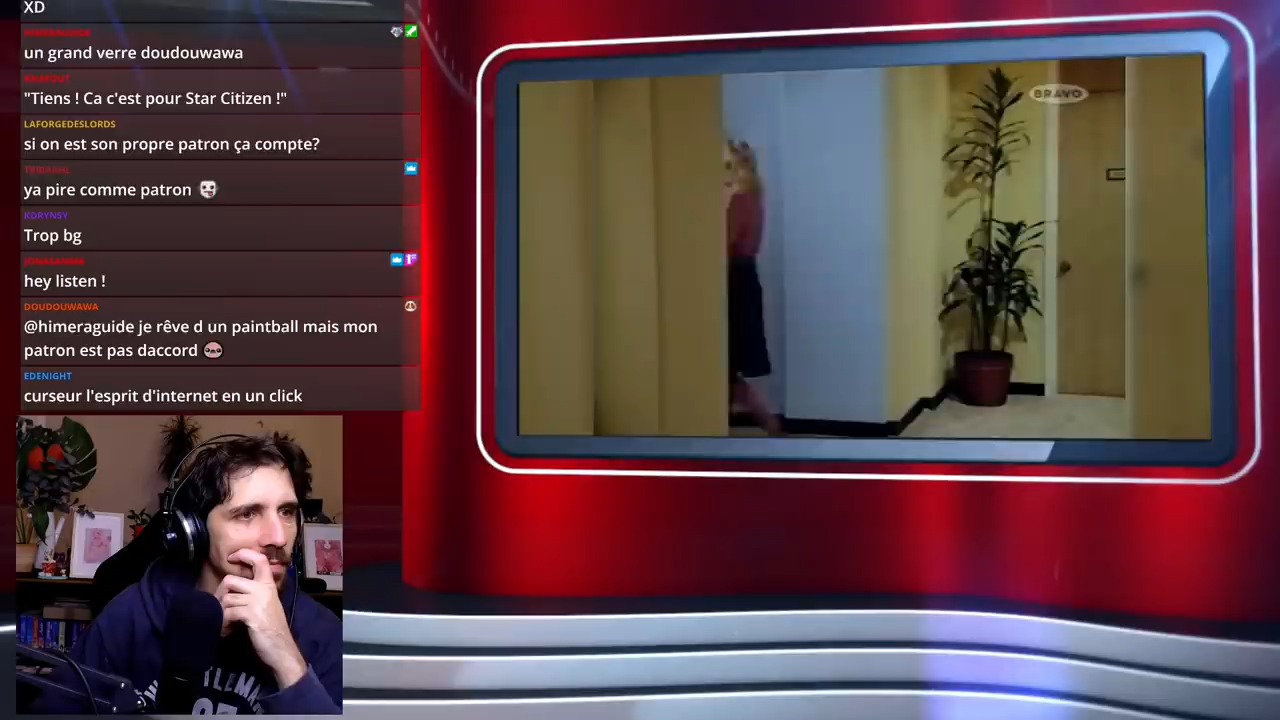 XD
HIMERAGUIDE
un grand verre doudouwawa
"Tiens ! Ca c'est pour Star Citizen !"
LAFORGEDESLORDS
si on est son propre patron ça compte?
ya pire comme patron
KORYNSY
Trop bg
hey listen !
DOUDOUWAWA
@himeraguide je rêve d un paintball mais mon
patron est pas daccord
EDENIGHT
curseur l'esprit d'internet en un click
BRAVO